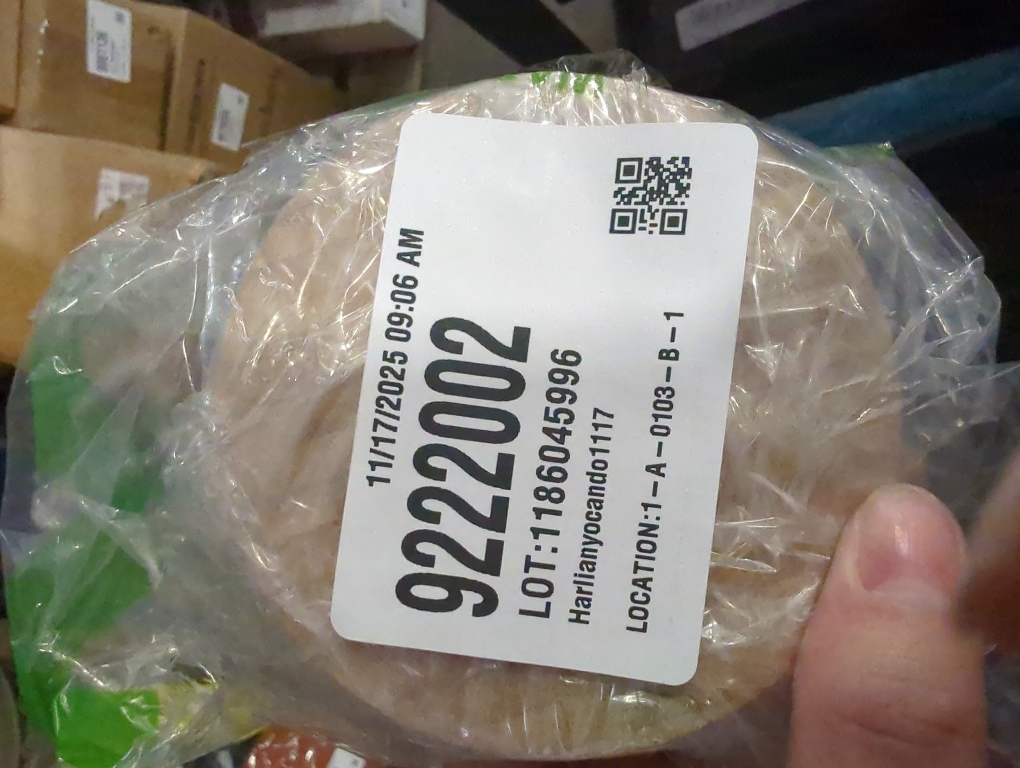 11/17/2025 09:06 AM
9222002
LOT:1186045996
Harlianyocando1117
LOCATION:1-A-0103-B-1